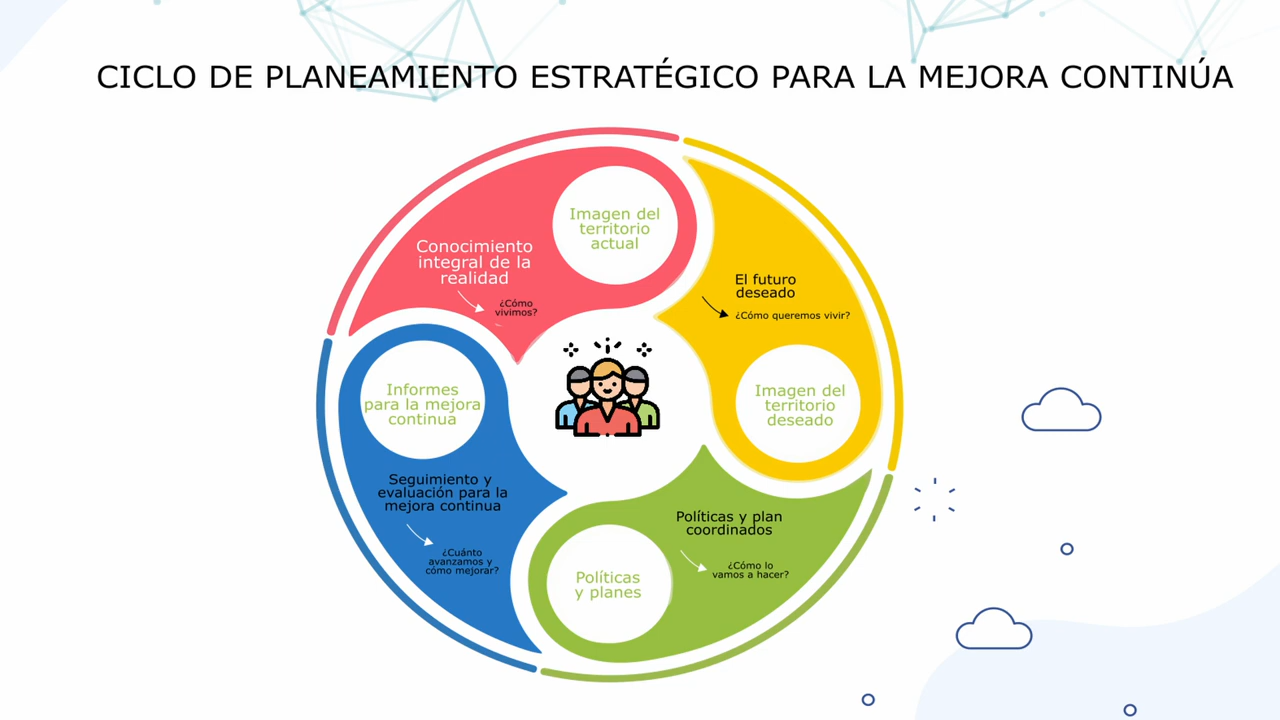 CICLO DE PLANEAMIENTO ESTRATÉGICO PARA LA MEJORA CONTINÚA
Imagen del
territorio
actual
Conocimiento
integral de la
realidad
¿Cómo
vivimos?
El futuro
deseado
¿Cómo queremos vivir?
Imagen del
territorio
deseado
Políticas y plan
coordinados
¿Cómo lo
vamos a hacer?
Políticas
y planes
Informes
para la mejora
continua
Seguimiento y
evaluación para la
mejora continua
¿Cuánto
avanzamos y
cómo mejorar?